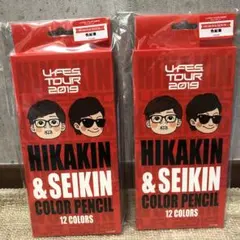 U-FES.
TOUR
2019
HIKAKIN
& SEIKIN
COLOR PENCIL
12 COLORS
U-FES.
TOUR
2019
HIKAKIN
& SEIKIN
COLOR PENCIL
12 COLORS